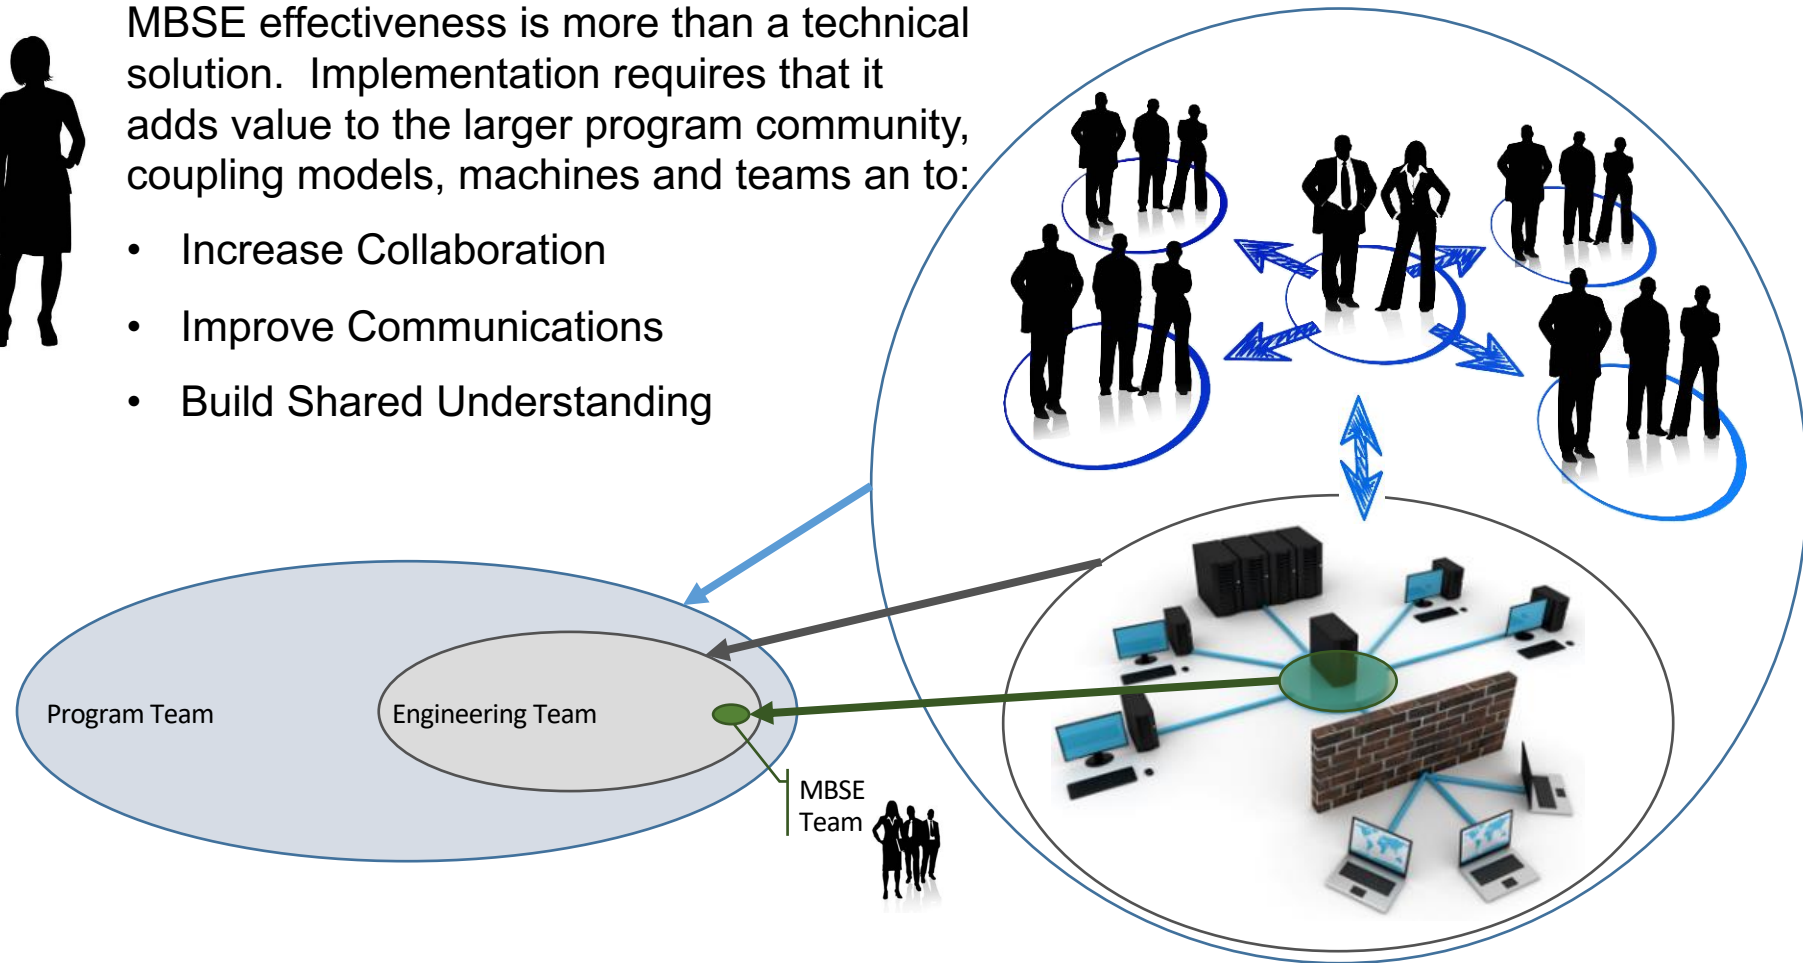 MBSE effectiveness is more than a technical
solution.  Implementation requires that it
adds value to the larger program community,
coupling models, machines and teams an to:
• Increase Collaboration
• Improve Communications
• Build Shared Understanding
Program Team
Engineering Team
MBSE
Team